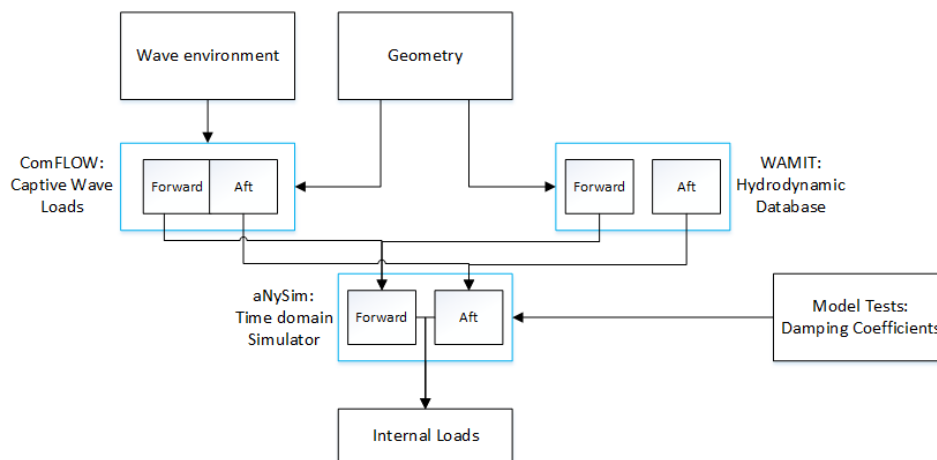 Wave environment
Geometry
ComFLOW:
Captive Wave
Loads
Forward
Aft
Forward
Aft
WAMIT:
Hydrodynamic
Database
aNySim:
Time domain
Simulator
Forward
Aft
Model Tests:
Damping Coefficients
Internal Loads